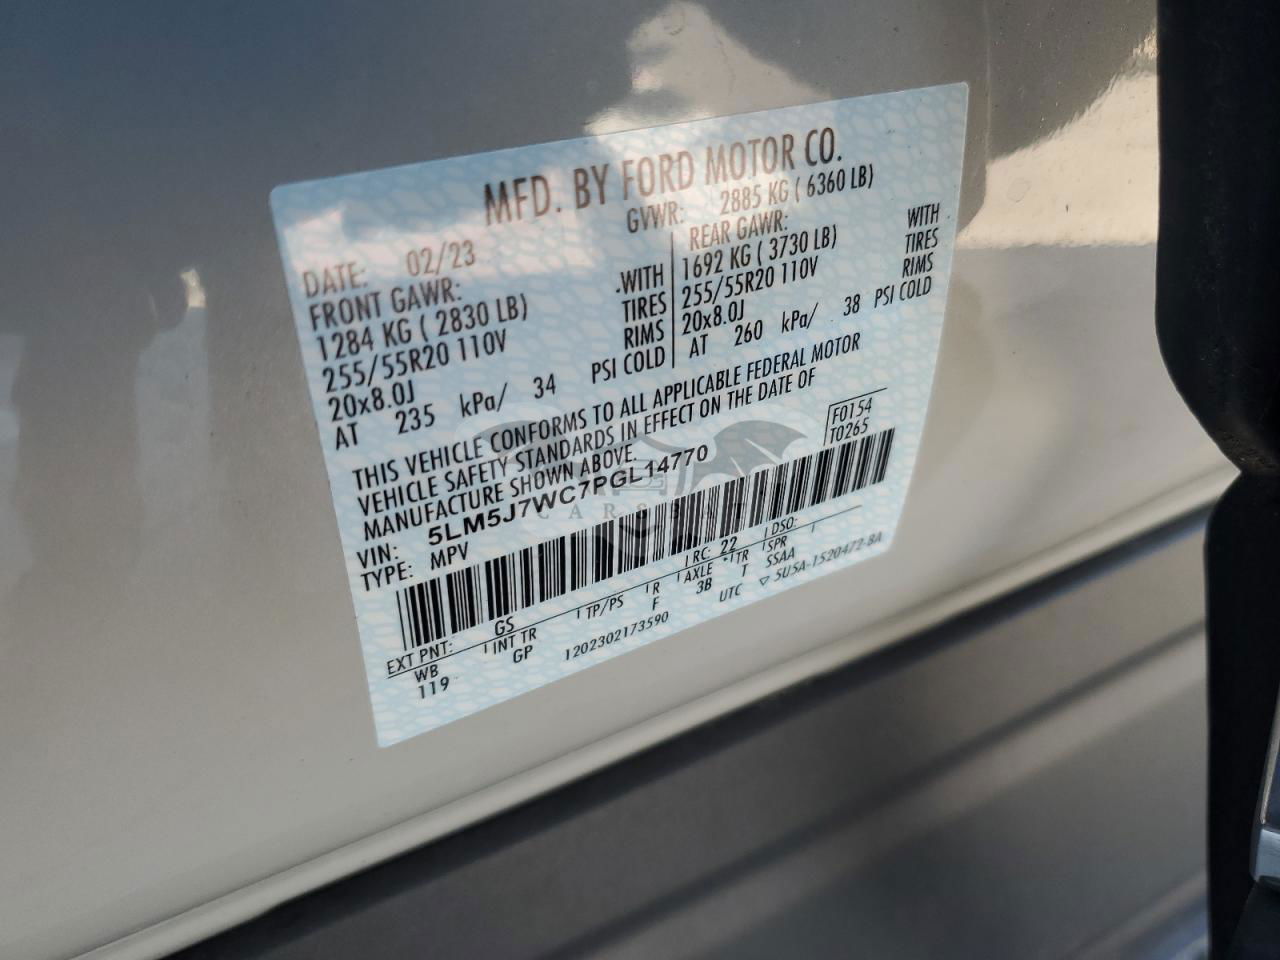 MFD. BY FORD MOTOR CO.
DATE: 02/23
GVWR: 2885 KG ( 6360 LB)
FRONT GAWR:
1284 KG ( 2830 LB) WITH
255/55R20 110V TIRES
20x8.0J RIMS
AT 235 kPa/ 34 PSI COLD
REAR GAWR:
1692 KG ( 3730 LB) WITH
255/55R20 110V TIRES
20x8.0J RIMS
AT 260 kPa/ 38 PSI COLD
THIS VEHICLE CONFORMS TO ALL APPLICABLE FEDERAL MOTOR
VEHICLE SAFETY STANDARDS IN EFFECT ON THE DATE OF
MANUFACTURE SHOWN ABOVE.
VIN: 5LM5J7WC7PGL14770
TYPE: MPV
F0154
T0265
EXT PNT: GS RC: 22 DSO:
WB INT TR TP/PS R AXLE TR SPR
119 GP F 3B T SSAA
1202302173590 UTC 5U5A-1520472-BA